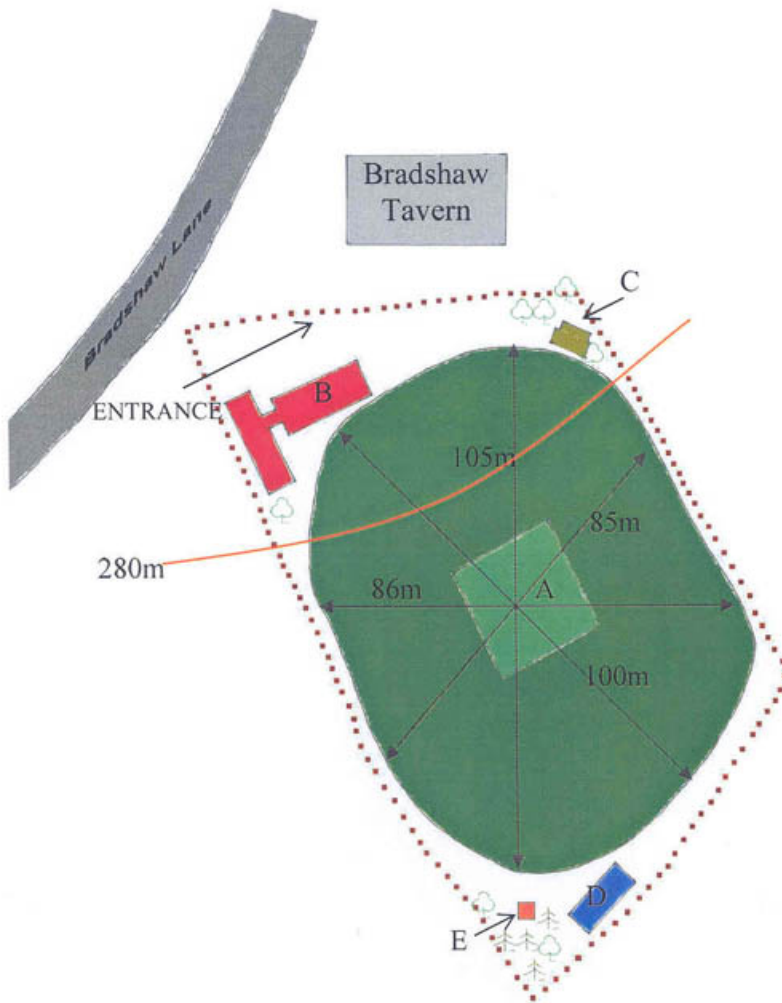 Bradshaw
Tavern
Bradshaw Lane
C
ENTRANCE
B
105m
85m
280m
86m
A
100m
D
E